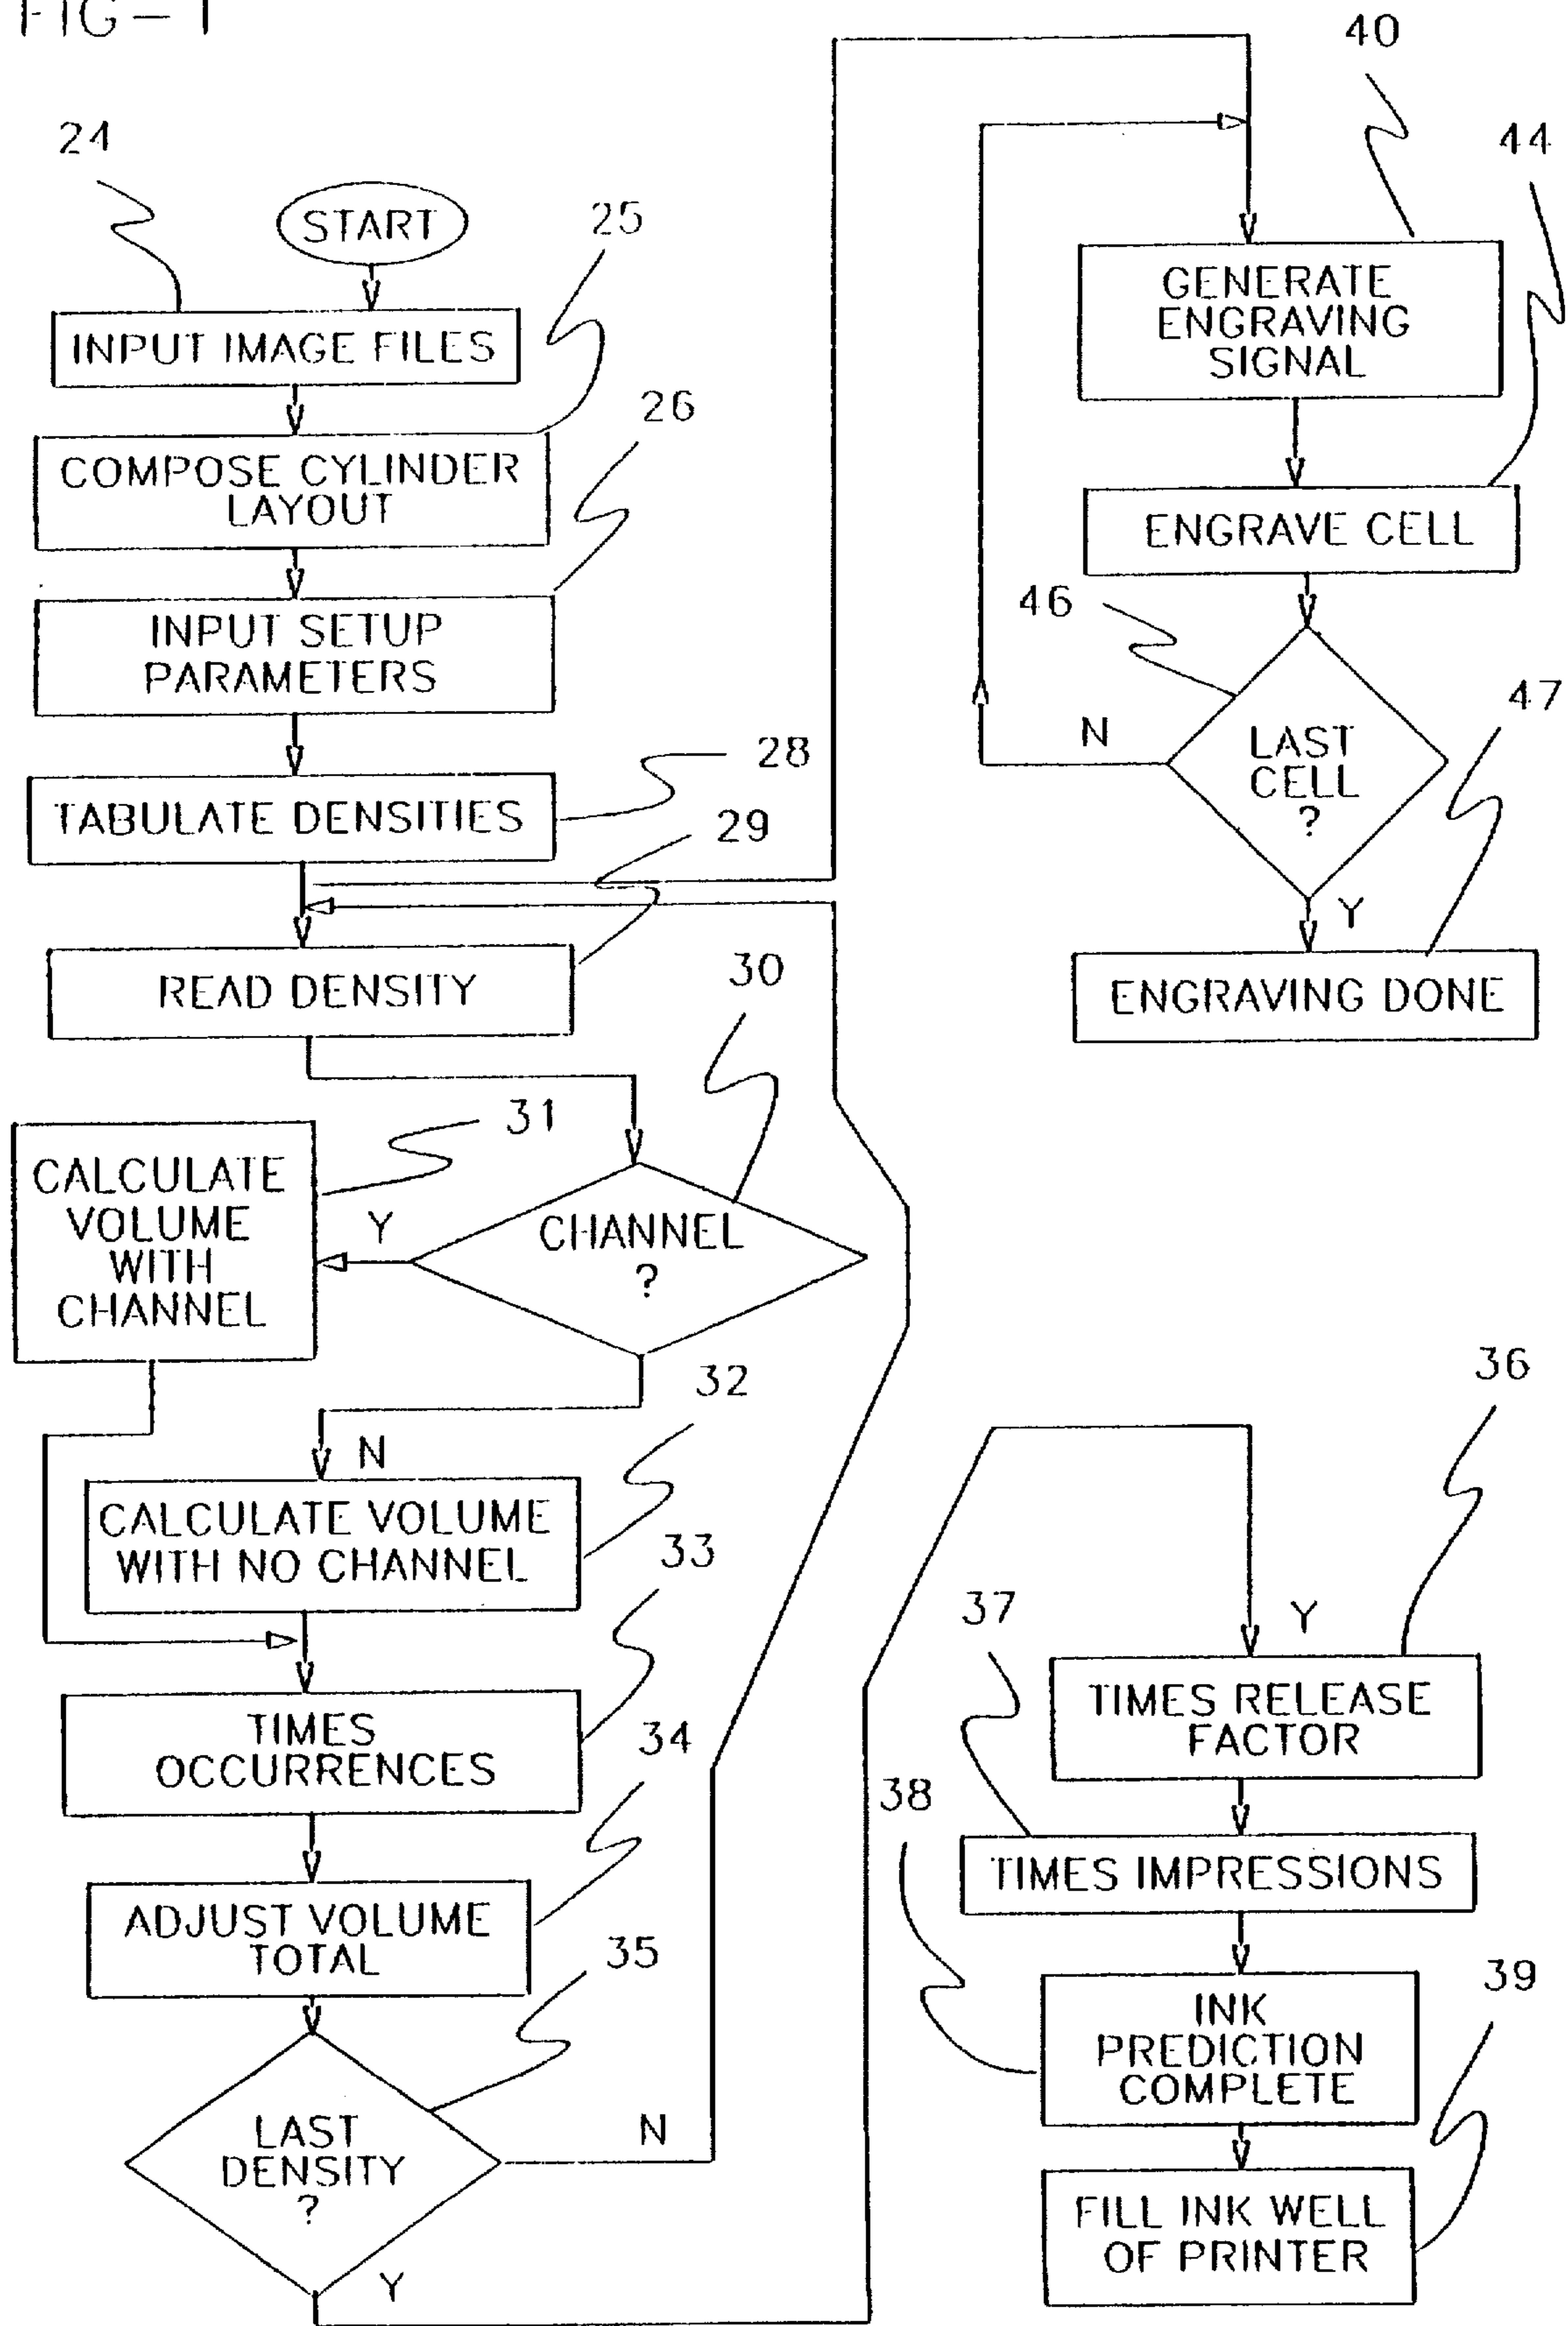 FIG-1
24
START
25
INPUT IMAGE FILES
COMPOSE CYLINDER
LAYOUT
26
INPUT SETUP
PARAMETERS
TABULATE DENSITIES
28
29
READ DENSITY
30
CHANNEL
?
Y
31
CALCULATE
VOLUME
WITH
CHANNEL
N
32
CALCULATE VOLUME
WITH NO CHANNEL
33
TIMES
OCCURRENCES
34
ADJUST VOLUME
TOTAL
35
LAST
DENSITY
?
N
Y
40
GENERATE
ENGRAVING
SIGNAL
44
ENGRAVE CELL
46
N
LAST
CELL
?
47
Y
ENGRAVING DONE
36
Y
TIMES RELEASE
FACTOR
37
TIMES IMPRESSIONS
38
INK
PREDICTION
COMPLETE
39
FILL INK WELL
OF PRINTER